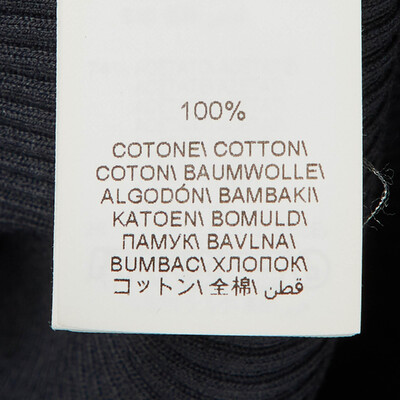 100%
COTONE\ COTTON\
COTON\ BAUMWOLLE\
ALGODÓN\ BAMBAKI\
KATOEN\ BOMULD\
ПАМУК\ BAVLNA\
BUMBAC\ ХЛОПОК\
コットン\ 全棉\ قطن